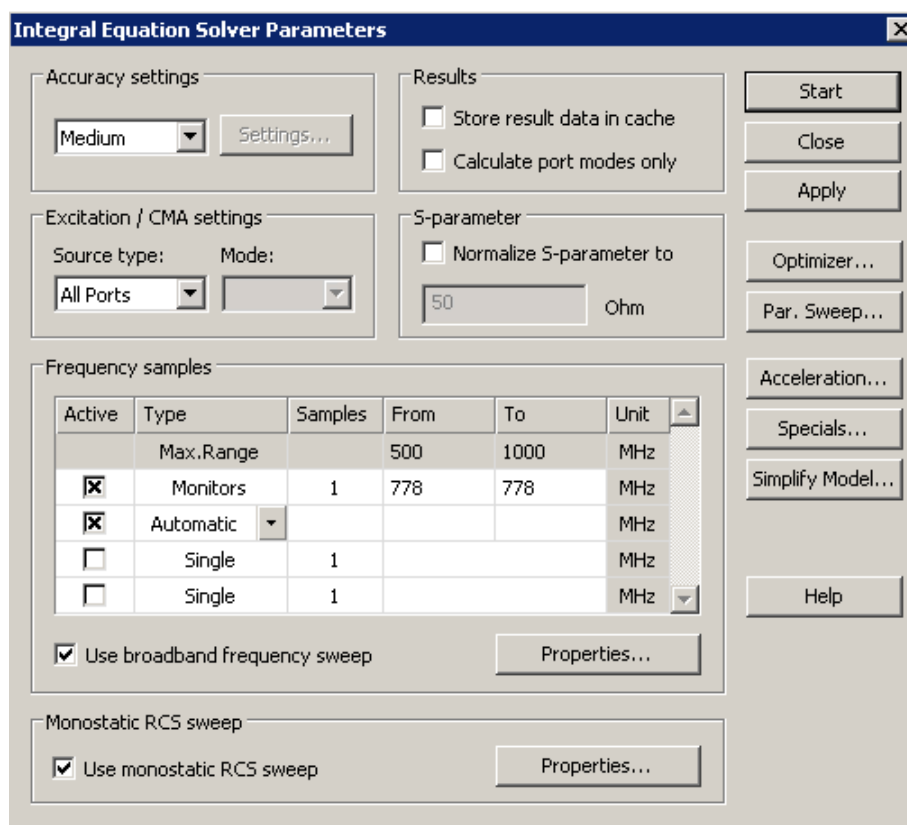 Integral Equation Solver Parameters
Accuracy settings
Medium
Settings...
Results
Store result data in cache
Calculate port modes only
Start
Close
Apply
Excitation / CMA settings
Source type: Mode:
All Ports
S-parameter
Normalize S-parameter to
50 Ohm
Optimizer...
Par. Sweep...
Frequency samples
Active Type Samples From To Unit
Max.Range 500 1000 MHz
Monitors 1 778 778 MHz
Automatic MHz
Single 1 MHz
Single 1 MHz
Use broadband frequency sweep
Properties...
Acceleration...
Specials...
Simplify Model...
Help
Monostatic RCS sweep
Use monostatic RCS sweep
Properties...